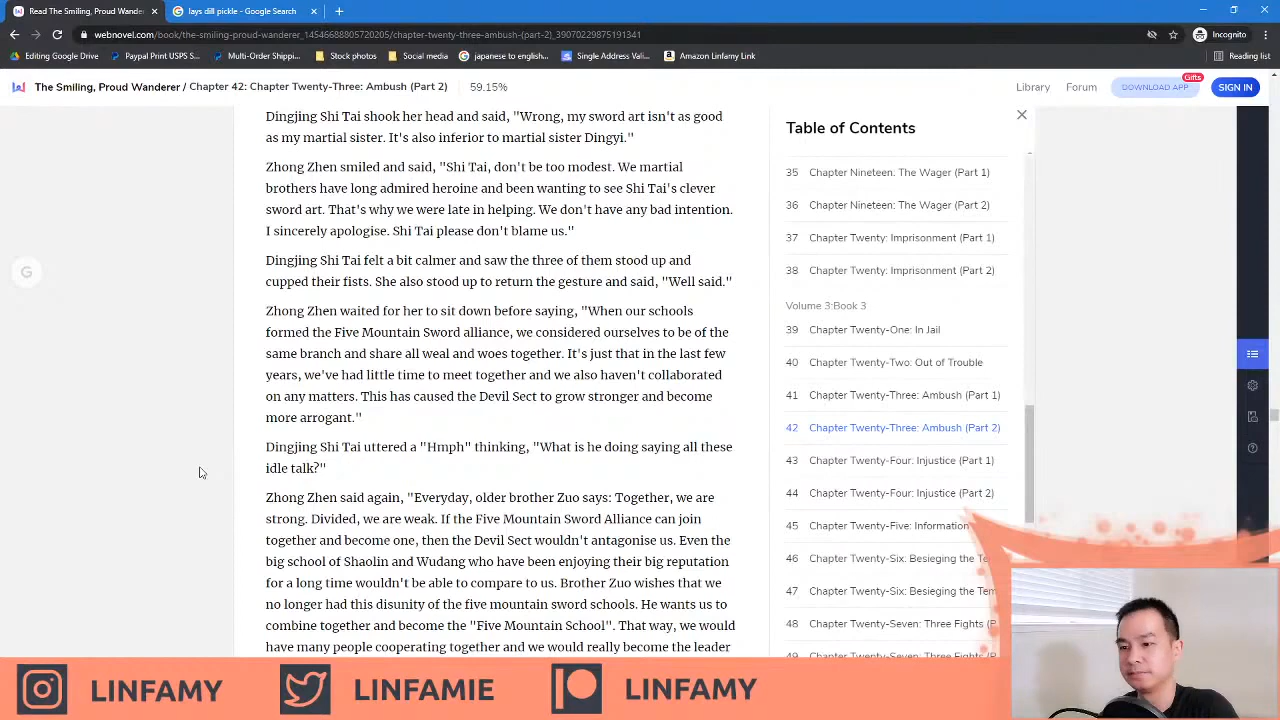 Read The Smiling, Proud Wander
lays dill pickle - Google Search
webnovel.com/book/the-smiling-proud-wanderer_14546688805720205/chapter-twenty-three-ambush-(part-2)_39070229875191341
Incognito
Editing Google Drive
Paypal Print USPS S...
Multi-Order Shippi...
Stock photos
Social media
japanese to english...
Single Address Vali...
Amazon Linfamy Link
Reading list
The Smiling, Proud Wanderer / Chapter 42: Chapter Twenty-Three: Ambush (Part 2)
59.15%
Library
Forum
Gifts
DOWNLOAD APP
SIGN IN
Dingjing Shi Tai shook her head and said, "Wrong, my sword art isn't as good
as my martial sister. It's also inferior to martial sister Dingyi."
Zhong Zhen smiled and said, "Shi Tai, don't be too modest. We martial
brothers have long admired heroine and been wanting to see Shi Tai's clever
sword art. That's why we were late in helping. We don't have any bad intention.
I sincerely apologise. Shi Tai please don't blame us."
Dingjing Shi Tai felt a bit calmer and saw the three of them stood up and
cupped their fists. She also stood up to return the gesture and said, "Well said."
Zhong Zhen waited for her to sit down before saying, "When our schools
formed the Five Mountain Sword alliance, we considered ourselves to be of the
same branch and share all weal and woes together. It's just that in the last few
years, we've had little time to meet together and we also haven't collaborated
on any matters. This has caused the Devil Sect to grow stronger and become
more arrogant."
Dingjing Shi Tai uttered a "Hmph" thinking, "What is he doing saying all these
idle talk?"
Zhong Zhen said again, "Everyday, older brother Zuo says: Together, we are
strong. Divided, we are weak. If the Five Mountain Sword Alliance can join
together and become one, then the Devil Sect wouldn't antagonise us. Even the
big school of Shaolin and Wudang who have been enjoying their big reputation
for a long time wouldn't be able to compare to us. Brother Zuo wishes that we
no longer had this disunity of the five mountain sword schools. He wants us to
combine together and become the "Five Mountain School". That way, we would
have many people cooperating together and we would really become the leader
Table of Contents
35 Chapter Nineteen: The Wager (Part 1)
36 Chapter Nineteen: The Wager (Part 2)
37 Chapter Twenty: Imprisonment (Part 1)
38 Chapter Twenty: Imprisonment (Part 2)
Volume 3:Book 3
39 Chapter Twenty-One: In Jail
40 Chapter Twenty-Two: Out of Trouble
41 Chapter Twenty-Three: Ambush (Part 1)
42 Chapter Twenty-Three: Ambush (Part 2)
43 Chapter Twenty-Four: Injustice (Part 1)
44 Chapter Twenty-Four: Injustice (Part 2)
45 Chapter Twenty-Five: Information
46 Chapter Twenty-Six: Besieging the Te
47 Chapter Twenty-Six: Besieging the Tem
48 Chapter Twenty-Seven: Three Fights (P
49 Chapter Twenty-Seven: Three Fights (P
G
LINFAMY
LINFAMIE
LINFAMY